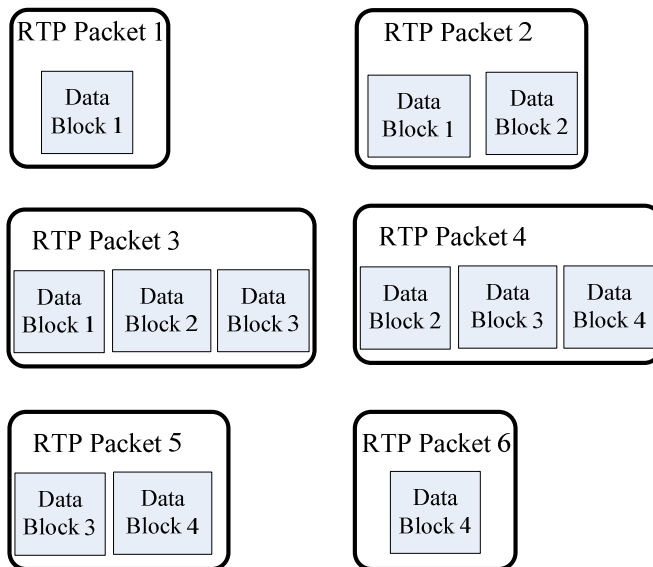 RTP Packet 1
Data
Block 1
RTP Packet 2
Data
Block 1
Data
Block 2
RTP Packet 3
Data
Block 1
Data
Block 2
Data
Block 3
RTP Packet 4
Data
Block 2
Data
Block 3
Data
Block 4
RTP Packet 5
Data
Block 3
Data
Block 4
RTP Packet 6
Data
Block 4